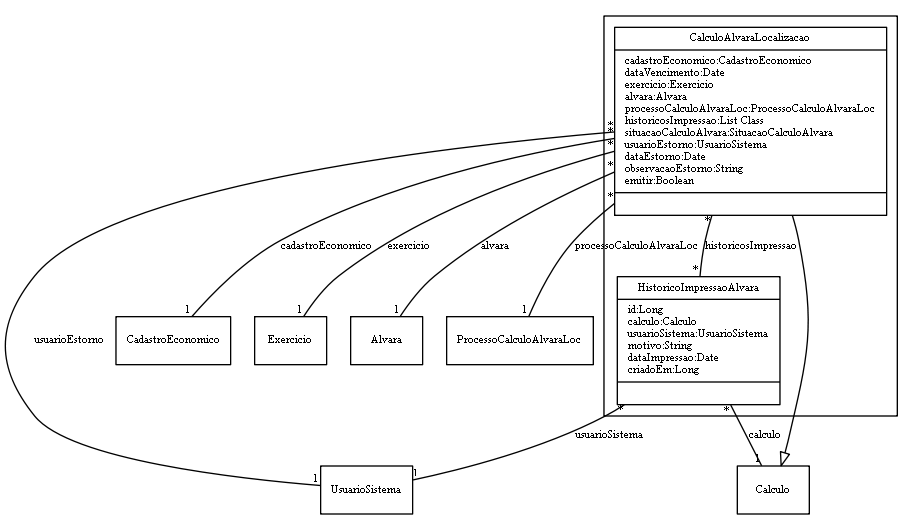 CalculoAlvaraLocalizacao
cadastroEconomico:CadastroEconomico
dataVencimento:Date
exercicio:Exercicio
alvara:Alvara
processoCalculoAlvaraLoc:ProcessoCalculoAlvaraLoc
historicosImpressao:List Class
situacaoCalculoAlvara:SituacaoCalculoAlvara
usuarioEstorno:UsuarioSistema
dataEstorno:Date
observacaoEstorno:String
emitir:Boolean
*
*
*
*
*
*
cadastroEconomico
exercicio
alvara
processoCalculoAlvaraLoc
historicosImpressao
*
HistoricoImpressaoAlvara
id:Long
calculo:Calculo
usuarioSistema:UsuarioSistema
motivo:String
dataImpressao:Date
criadoEm:Long
1
1
1
1
usuarioEstorno
CadastroEconomico
Exercicio
Alvara
ProcessoCalculoAlvaraLoc
*
*
usuarioSistema
calculo
1
1
1
UsuarioSistema
Calculo